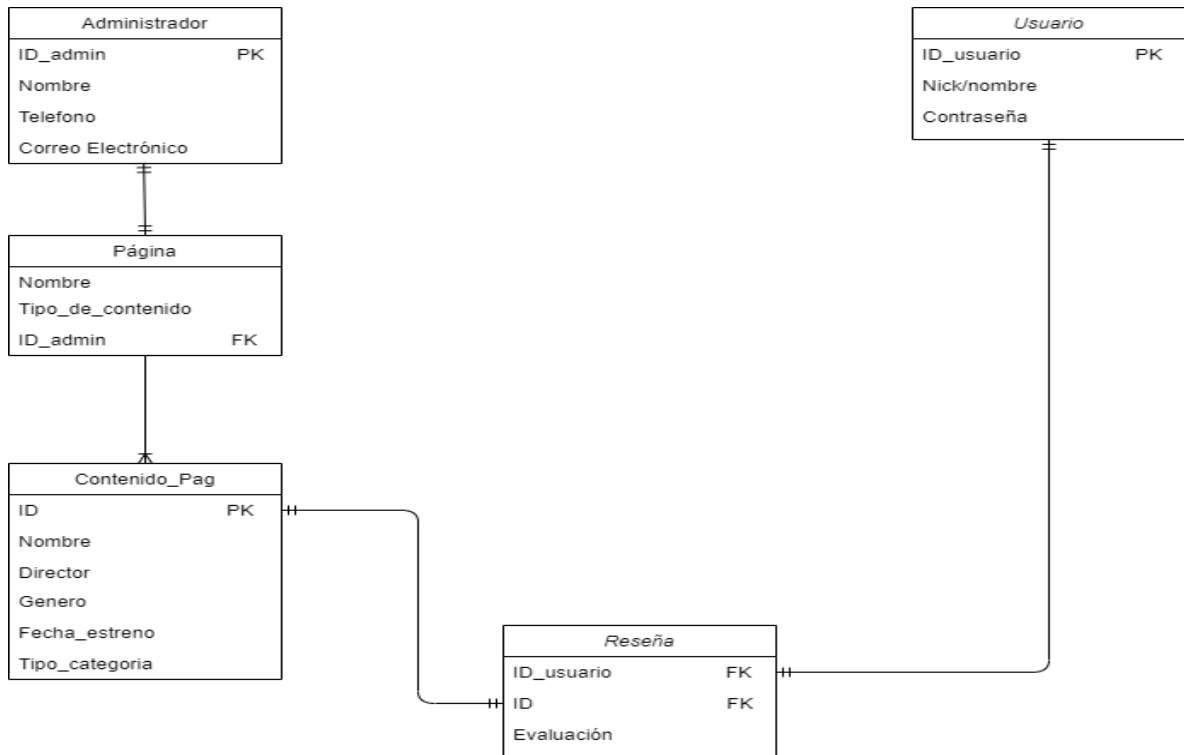 Administrador
ID_admin PK
Nombre
Telefono
Correo Electrónico
Usuario
ID_usuario PK
Nick/nombre
Contraseña
Página
Nombre
Tipo_de_contenido
ID_admin FK
Contenido_Pag
ID PK
Nombre
Director
Genero
Fecha_estreno
Tipo_categoria
Reseña
ID_usuario FK
ID FK
Evaluación